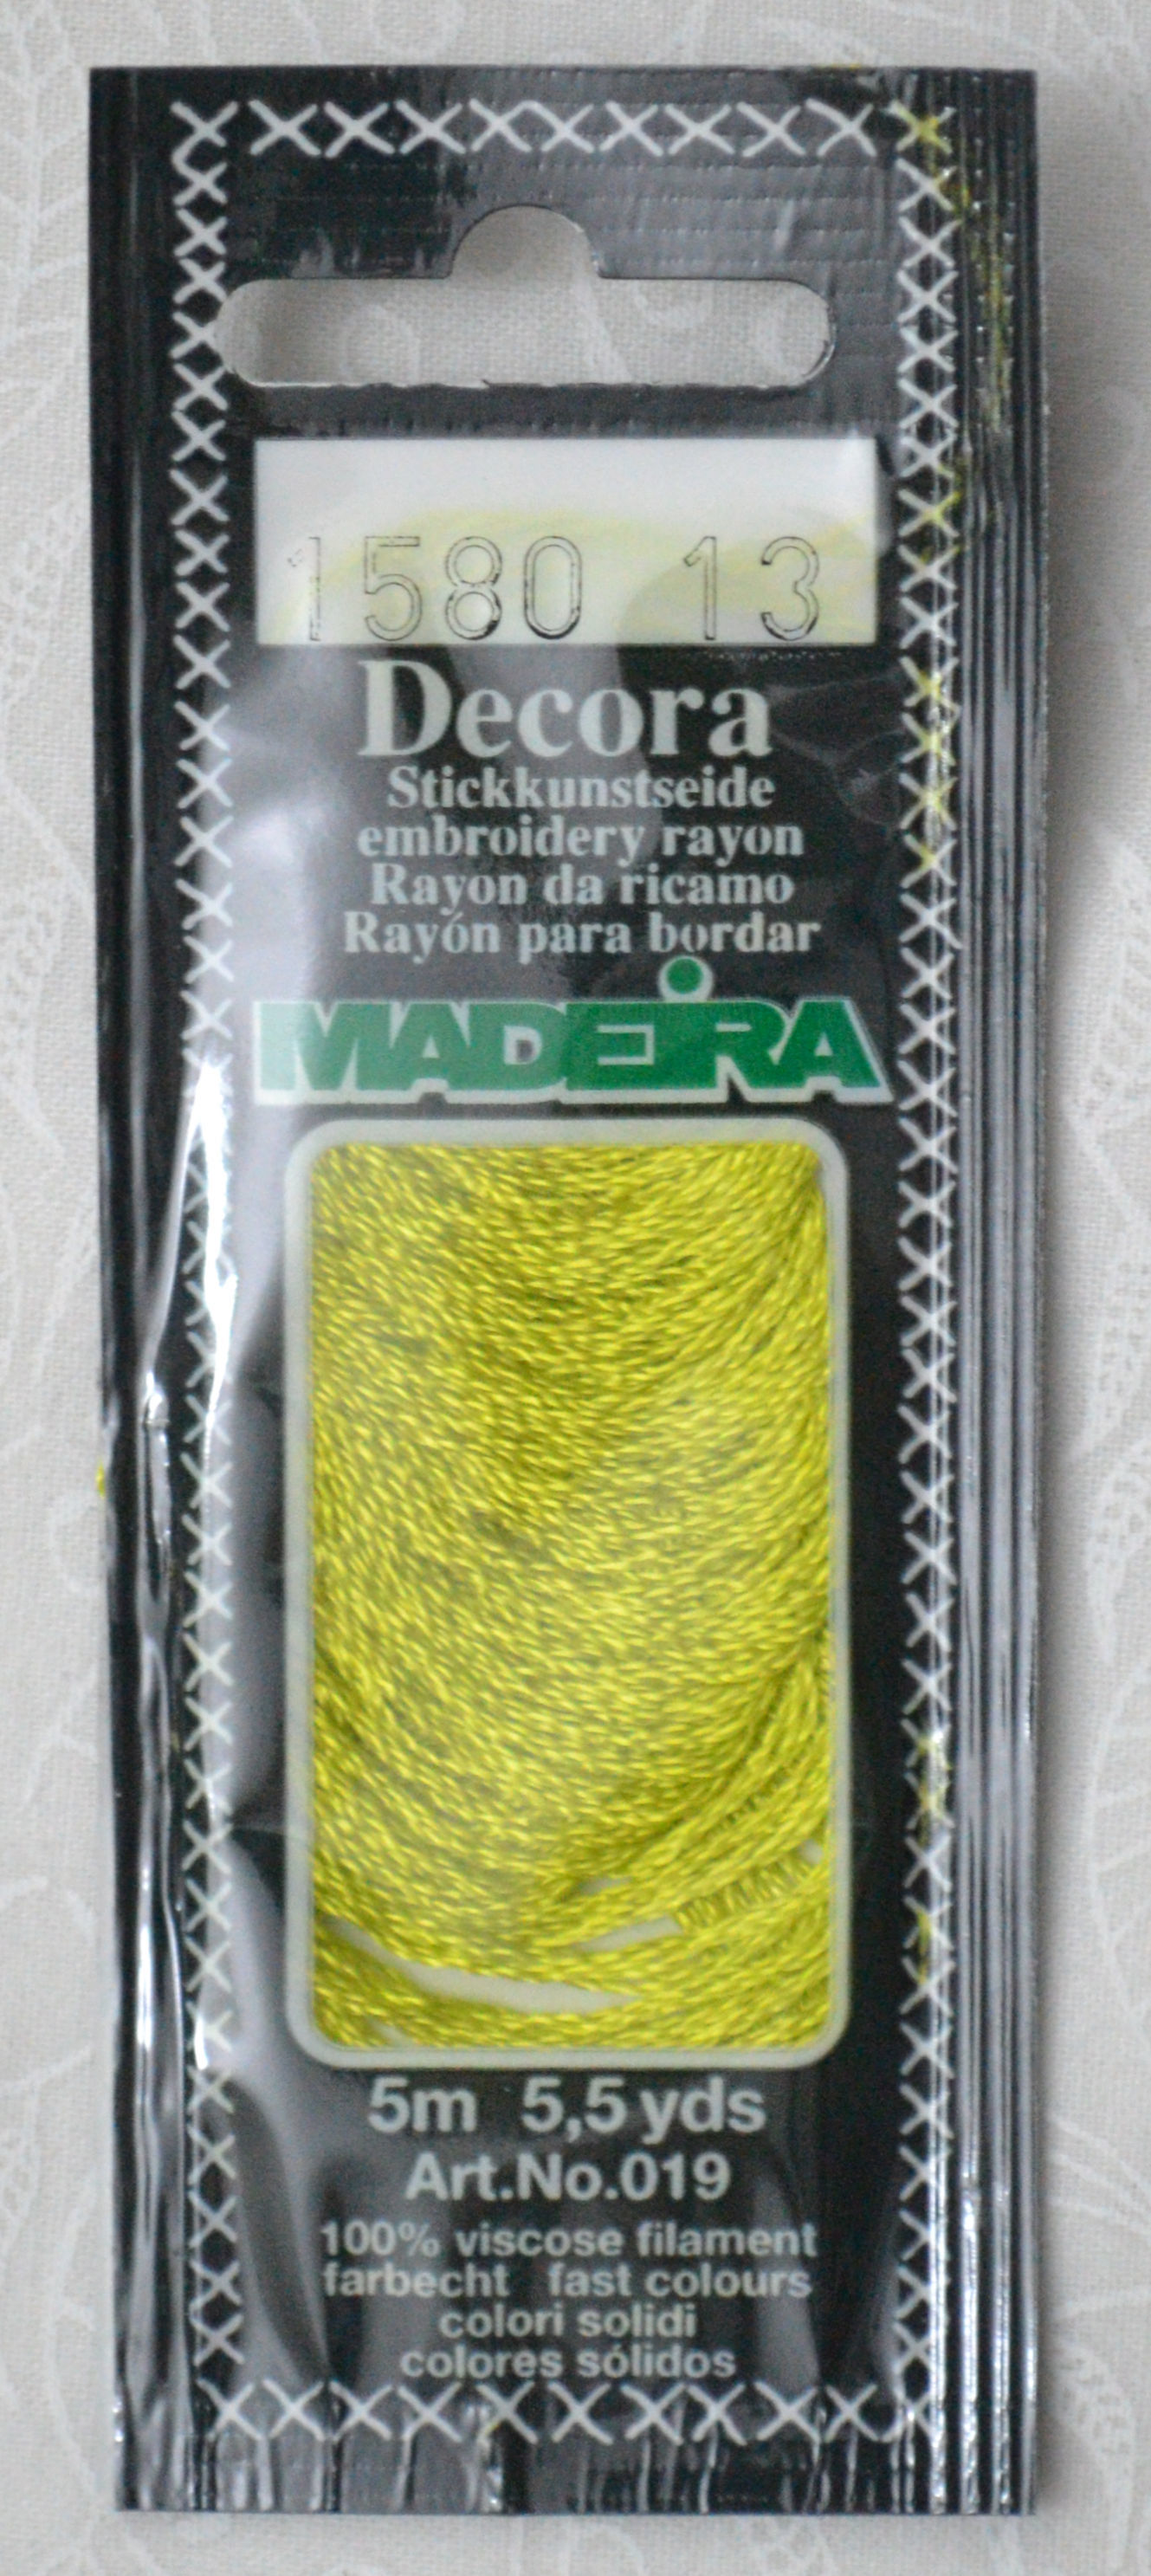 1580 13
Decora
Stickkunstseide
embroidery rayon
Rayon da ricamo
Rayón para bordar
MADEIRA
5m 5,5 yds
Art.No.019
100% viscose filament
farbecht fast colours
colori solidi
colores sólidos